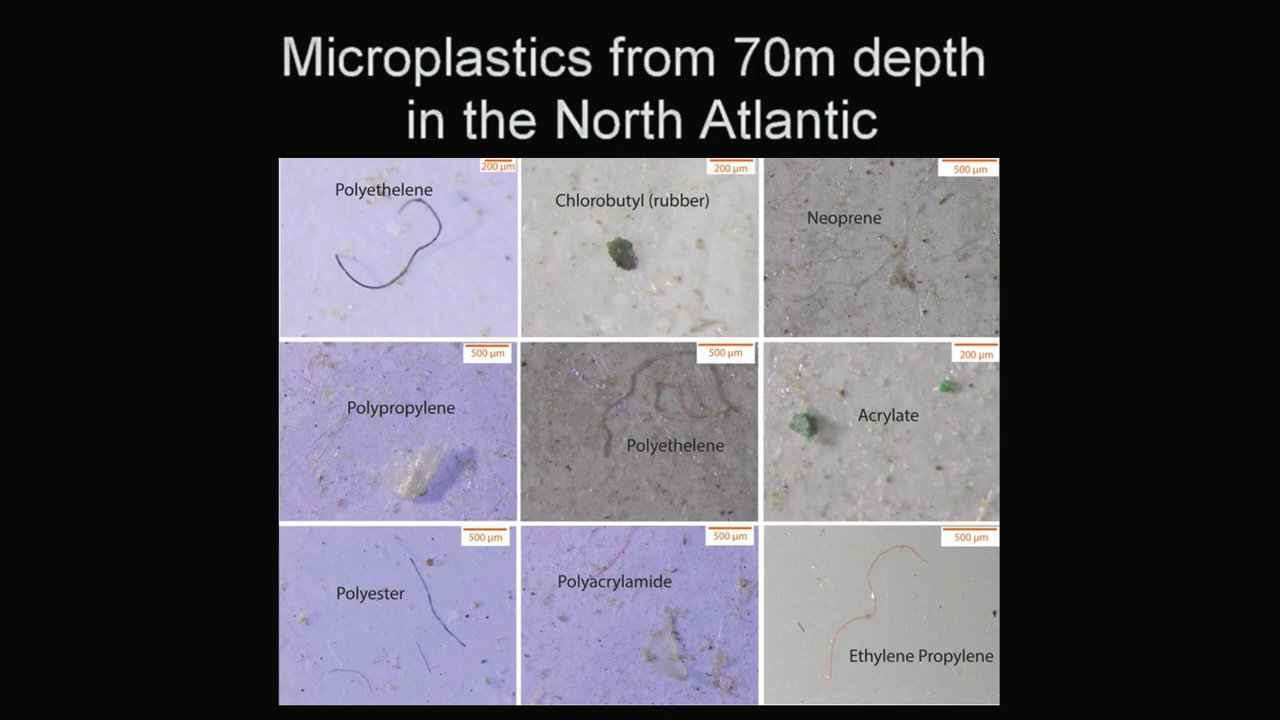 Microplastics from 70m depth
in the North Atlantic
200 µm
Polyethelene
200 µm
Chlorobutyl (rubber)
500 µm
Neoprene
500 µm
Polypropylene
500 µm
Polyethelene
200 µm
Acrylate
500 µm
Polyester
500 µm
Polyacrylamide
500 µm
Ethylene Propylene